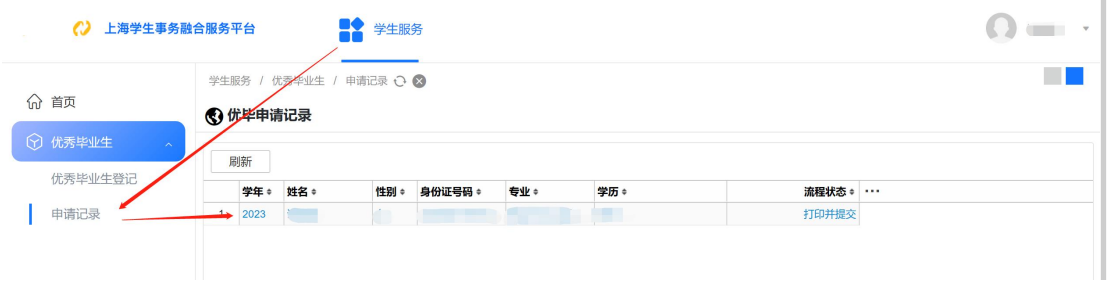 上海学生事务融合服务平台
学生服务
学生服务 / 优秀毕业生 / 申请记录
首页
优毕申请记录
优秀毕业生
刷新
优秀毕业生登记
学年 姓名 性别 身份证号码 专业 学历 流程状态
申请记录
1 2023 打印并提交